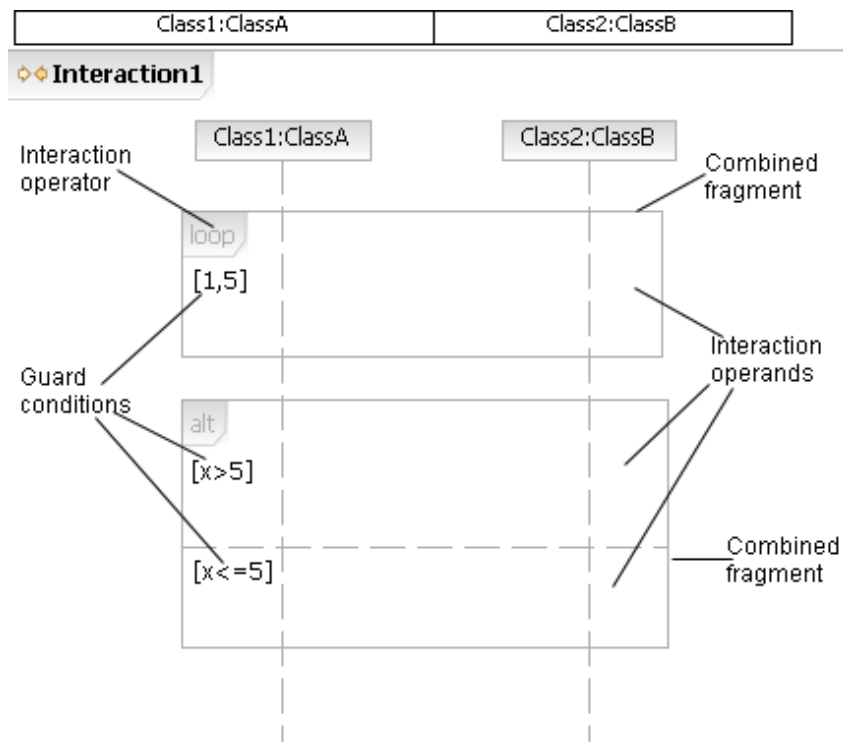 Class1:ClassA
Class2:ClassB
Interaction1
Class1:ClassA
Class2:ClassB
Interaction
operator
Combined
fragment
loop
[1,5]
Interaction
operands
Guard
conditions
alt
[x>5]
[x<=5]
Combined
fragment